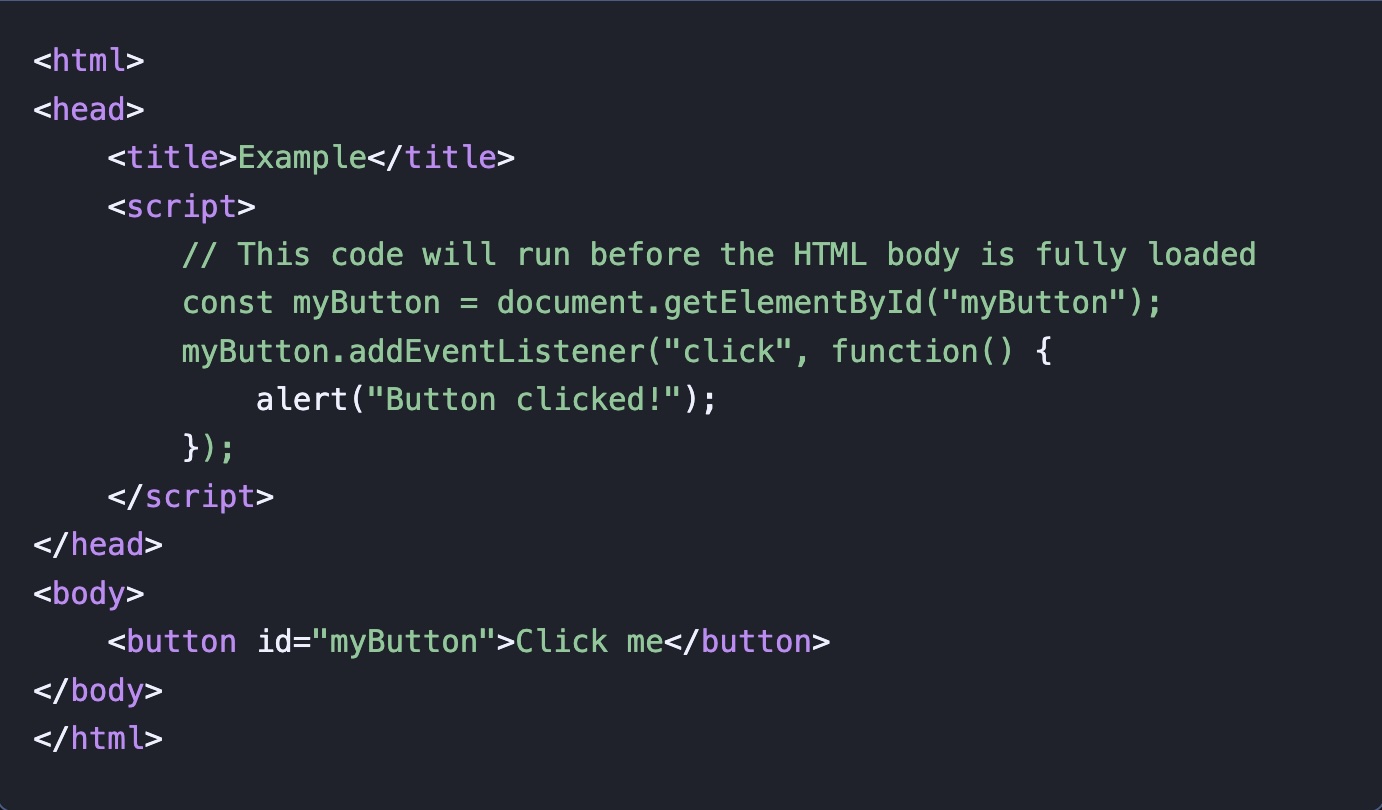 <html>
<head>
    <title>Example</title>
    <script>
        // This code will run before the HTML body is fully loaded
        const myButton = document.getElementById("myButton");
        myButton.addEventListener("click", function() {
            alert("Button clicked!");
        });
    </script>
</head>
<body>
    <button id="myButton">Click me</button>
</body>
</html>